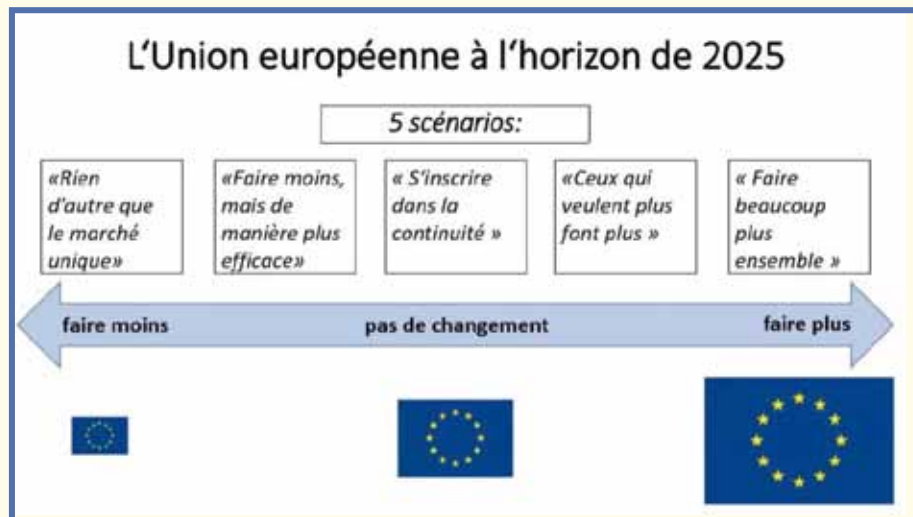 L‘Union européenne à l‘horizon de 2025
5 scénarios:
«Rien
d'autre que
le marché
unique»
«Faire moins,
mais de
manière plus
efficace»
« S'inscrire
dans la
continuité »
«Ceux qui
veulent plus
font plus »
« Faire
beaucoup
plus
ensemble »
faire moins
pas de changement
faire plus